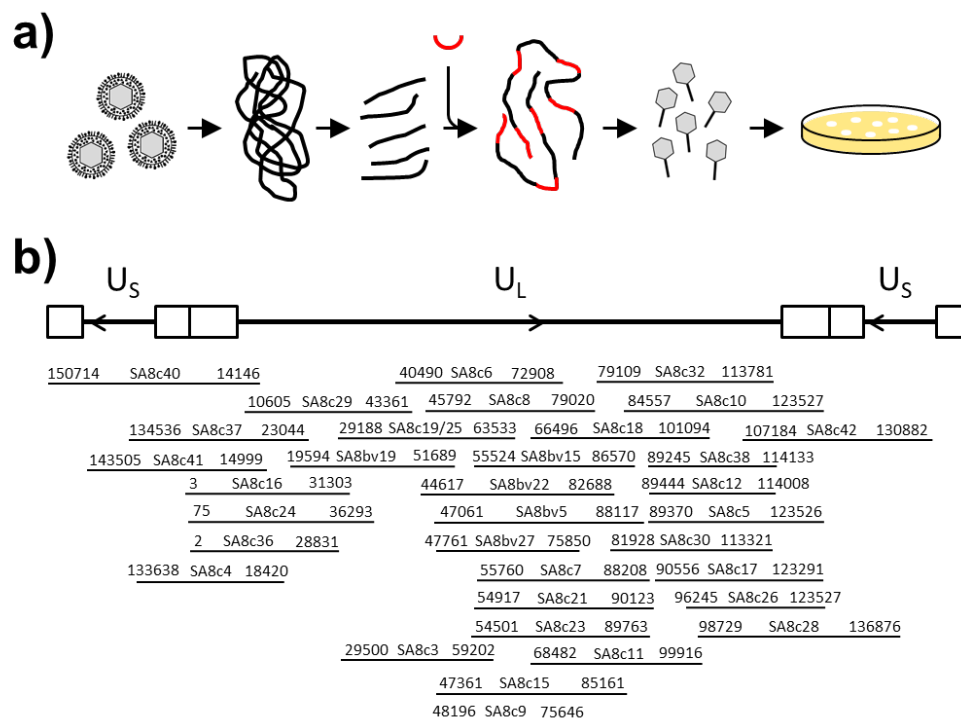 a)
b)
U_S U_L U_S
150714 SA8c40 14146 40490 SA8c6 72908 79109 SA8c32 113781
10605 SA8c29 43361 45792 SA8c8 79020 84557 SA8c10 123527
134536 SA8c37 23044 29188 SA8c19/25 63533 66496 SA8c18 101094 107184 SA8c42 130882
143505 SA8c41 14999 19594 SA8bv19 51689 55524 SA8bv15 86570 89245 SA8c38 114133
3 SA8c16 31303 44617 SA8bv22 82688 89444 SA8c12 114008
75 SA8c24 36293 47061 SA8bv5 88117 89370 SA8c5 123526
2 SA8c36 28831 47761 SA8bv27 75850 81928 SA8c30 113321
133638 SA8c4 18420 55760 SA8c7 88208 90556 SA8c17 123291
54917 SA8c21 90123 96245 SA8c26 123527
54501 SA8c23 89763 98729 SA8c28 136876
29500 SA8c3 59202 68482 SA8c11 99916
47361 SA8c15 85161
48196 SA8c9 75646